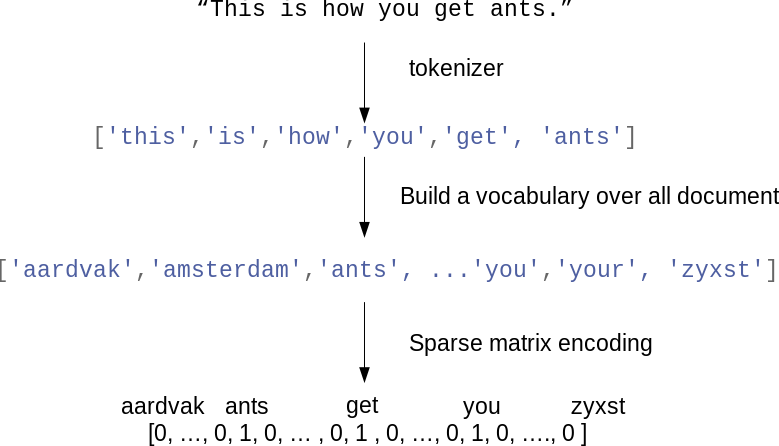 “This is how you get ants.”
tokenizer
['this','is','how','you','get', 'ants']
Build a vocabulary over all document
['aardvak','amsterdam','ants', ...'you','your', 'zyxst']
Sparse matrix encoding
aardvak ants get you zyxst
[0, …, 0, 1, 0, … , 0, 1 , 0, …, 0, 1, 0, …., 0 ]